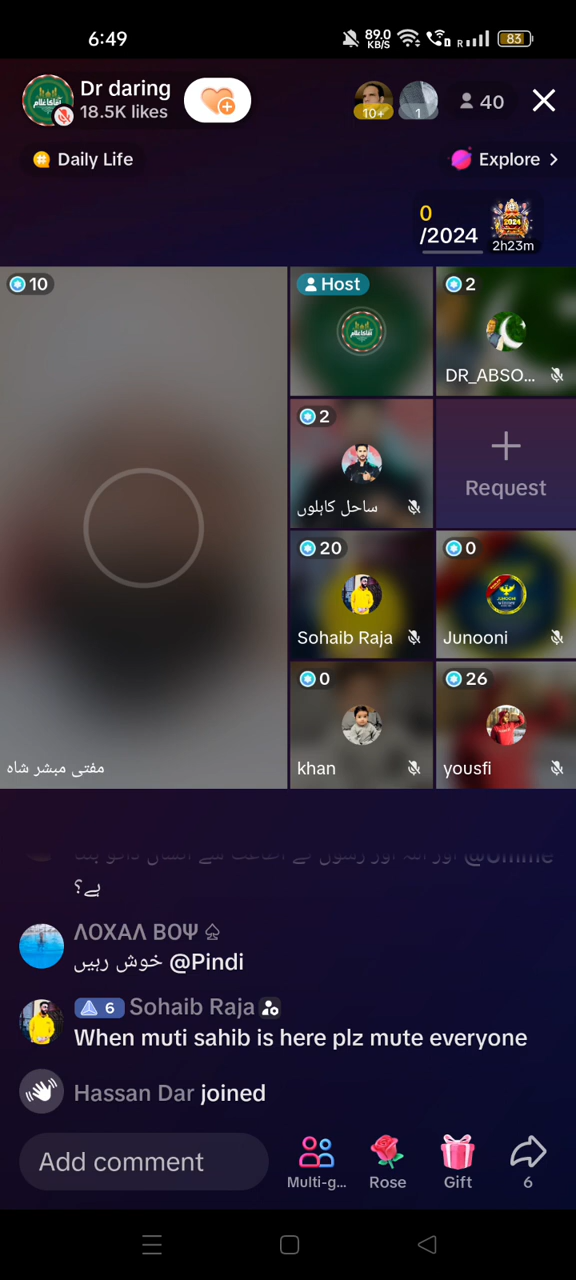 6:49
89.0
KB/S
R
83
Dr daring
18.5K likes
10+
1
40
Daily Life
Explore
0
/2024
2024
2h23m
10
Host
2
DR_ABSO...
2
ساحل کاہلوں
Request
20
Sohaib Raja
0
Junooni
0
khan
26
yousfi
مفتی مبشر شاہ
ہے؟
ΛOXAΛ BOΨ ♤
@Pindi خوش رہیں
6 Sohaib Raja
When muti sahib is here plz mute everyone
Hassan Dar joined
Add comment
Multi-g...
Rose
Gift
6